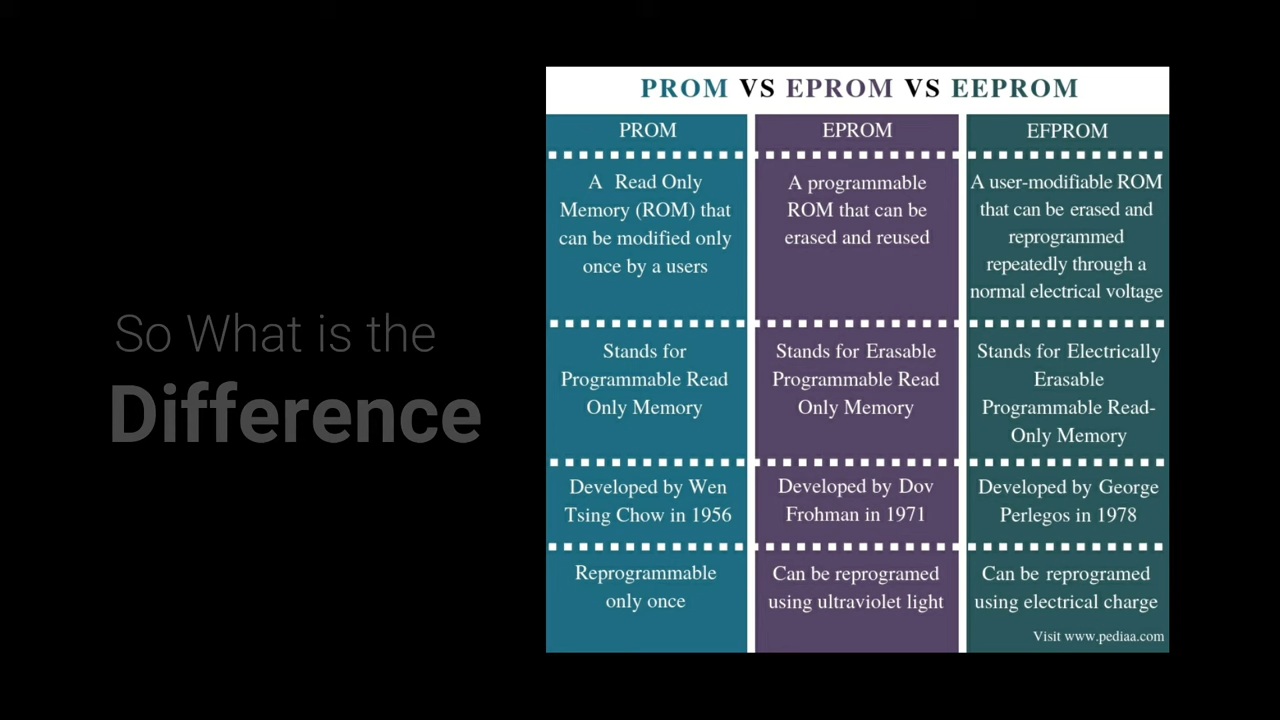 So What is the
Difference
PROM VS EPROM VS EEPROM
PROM
A Read Only
Memory (ROM) that
can be modified only
once by a users
Stands for
Programmable Read
Only Memory
Developed by Wen
Tsing Chow in 1956
Reprogrammable
only once
EPROM
A programmable
ROM that can be
erased and reused
Stands for Erasable
Programmable Read
Only Memory
Developed by Dov
Frohman in 1971
Can be reprogramed
using ultraviolet light
EFPROM
A user-modifiable ROM
that can be erased and
reprogrammed
repeatedly through a
normal electrical voltage
Stands for Electrically
Erasable
Programmable Read-
Only Memory
Developed by George
Perlegos in 1978
Can be reprogramed
using electrical charge
Visit www.pediaa.com